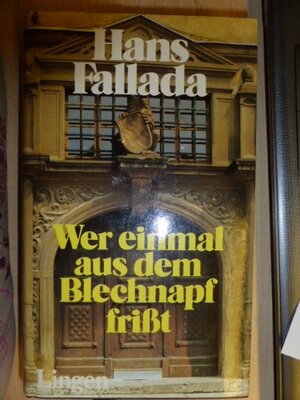 Hans
Fallada
Wer einmal
aus dem
Blechnapf
frißt
Lingen